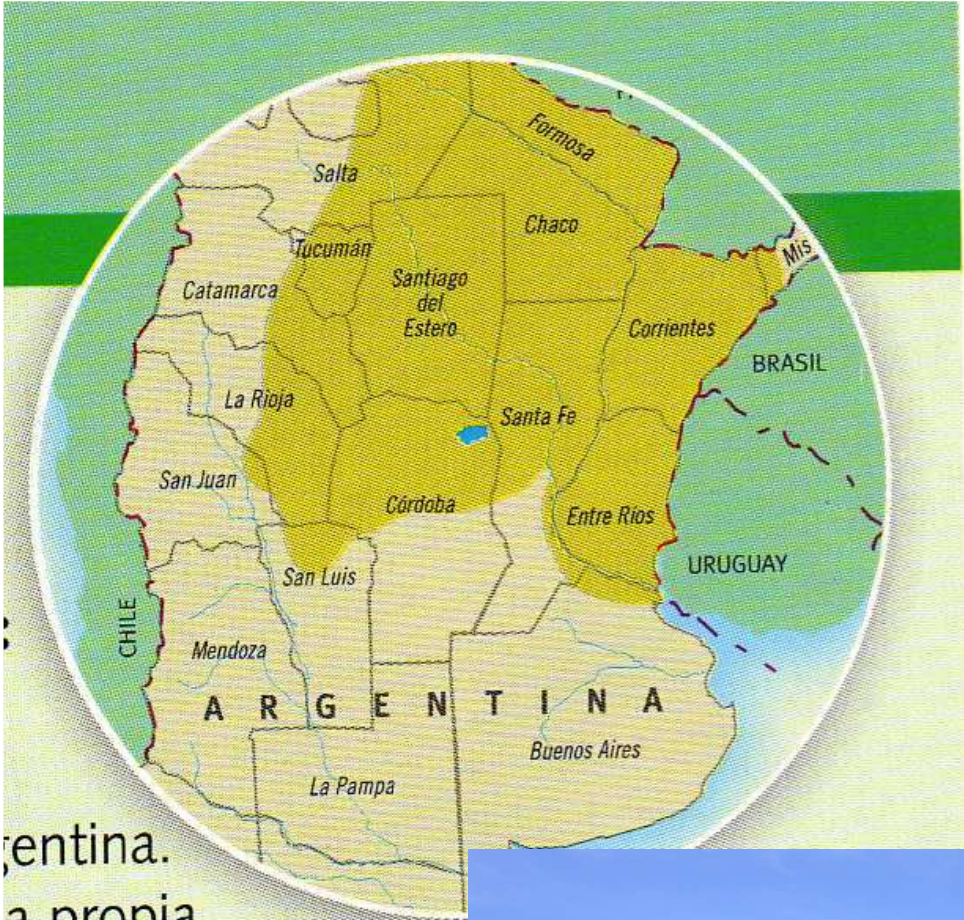 Formosa
Salta
Chaco
Tucumán
Mis
Santiago
del
Estero
Catamarca
Corrientes
BRASIL
La Rioja
Santa Fe
San Juan
Córdoba
Entre Ríos
URUGUAY
San Luis
CHILE
Mendoza
ARGENTINA
Buenos Aires
La Pampa
gentina.
a propia